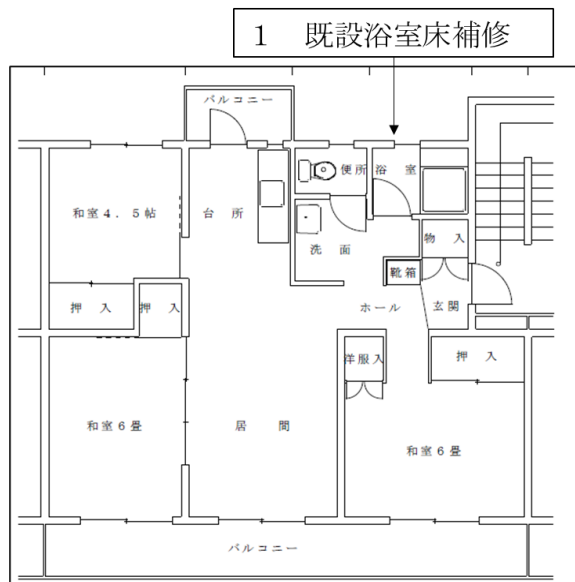 1 既設浴室床補修
バルコニー
便所
浴室
和室4.5帖
台所
物入
洗面
靴箱
押入
押入
ホール
玄関
洋服入
押入
和室6畳
居間
和室6畳
バルコニー